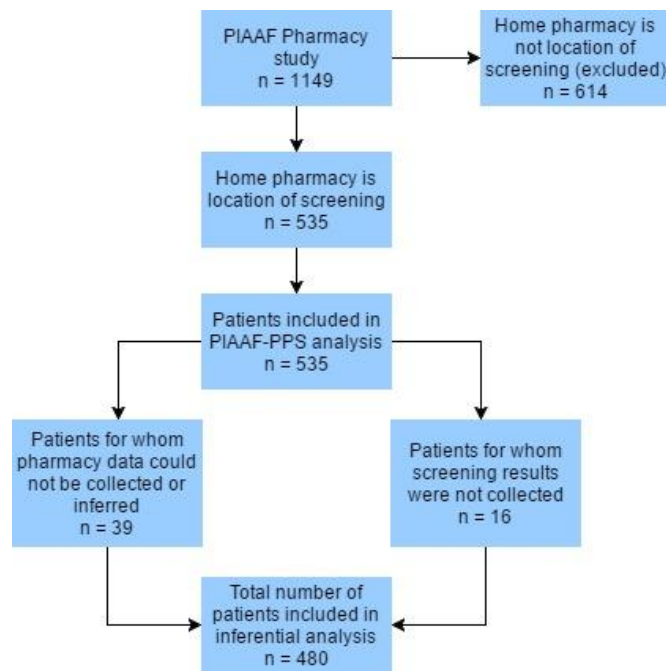 PIAAF Pharmacy
study
n = 1149
Home pharmacy is
not location of
screening (excluded)
n = 614
Home pharmacy is
location of screening
n = 535
Patients included in
PIAAF-PPS analysis
n = 535
Patients for whom
pharmacy data could
not be collected or
inferred
n = 39
Patients for whom
screening results
were not collected
n = 16
Total number of
patients included in
inferential analysis
n = 480